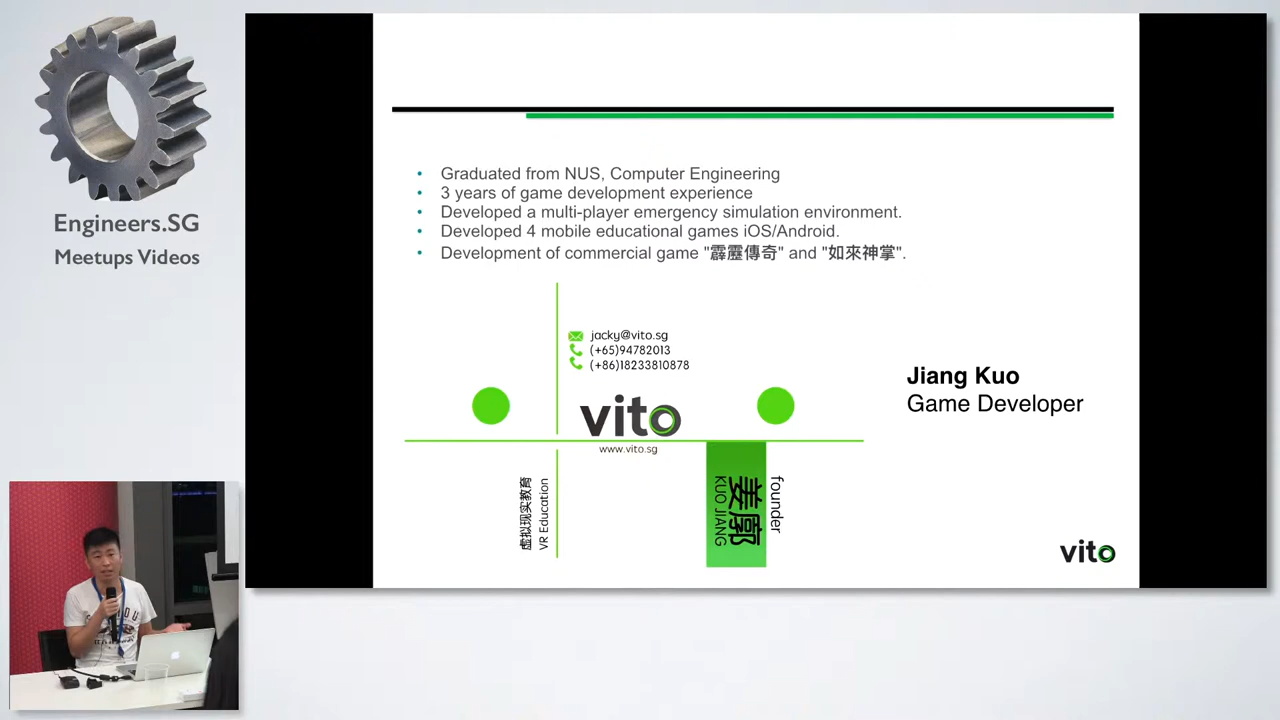 Engineers.SG
Meetups Videos
• Graduated from NUS, Computer Engineering
• 3 years of game development experience
• Developed a multi-player emergency simulation environment.
• Developed 4 mobile educational games iOS/Android.
• Development of commercial game "霹靂傳奇" and "如來神掌".
jacky@vito.sg
(+65)94782013
(+86)18233810878
vito
www.vito.sg
虚拟现实教育
VR Education
founder
姜廓
KUO JIANG
Jiang Kuo
Game Developer
vito